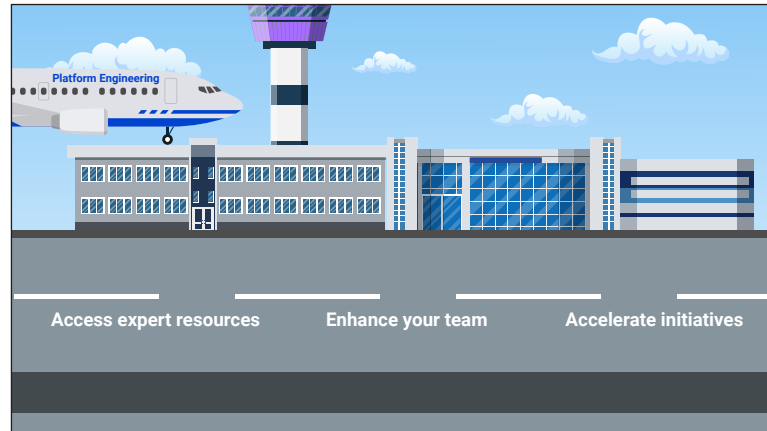 Platform Engineering
Access expert resources
Enhance your team
Accelerate initiatives